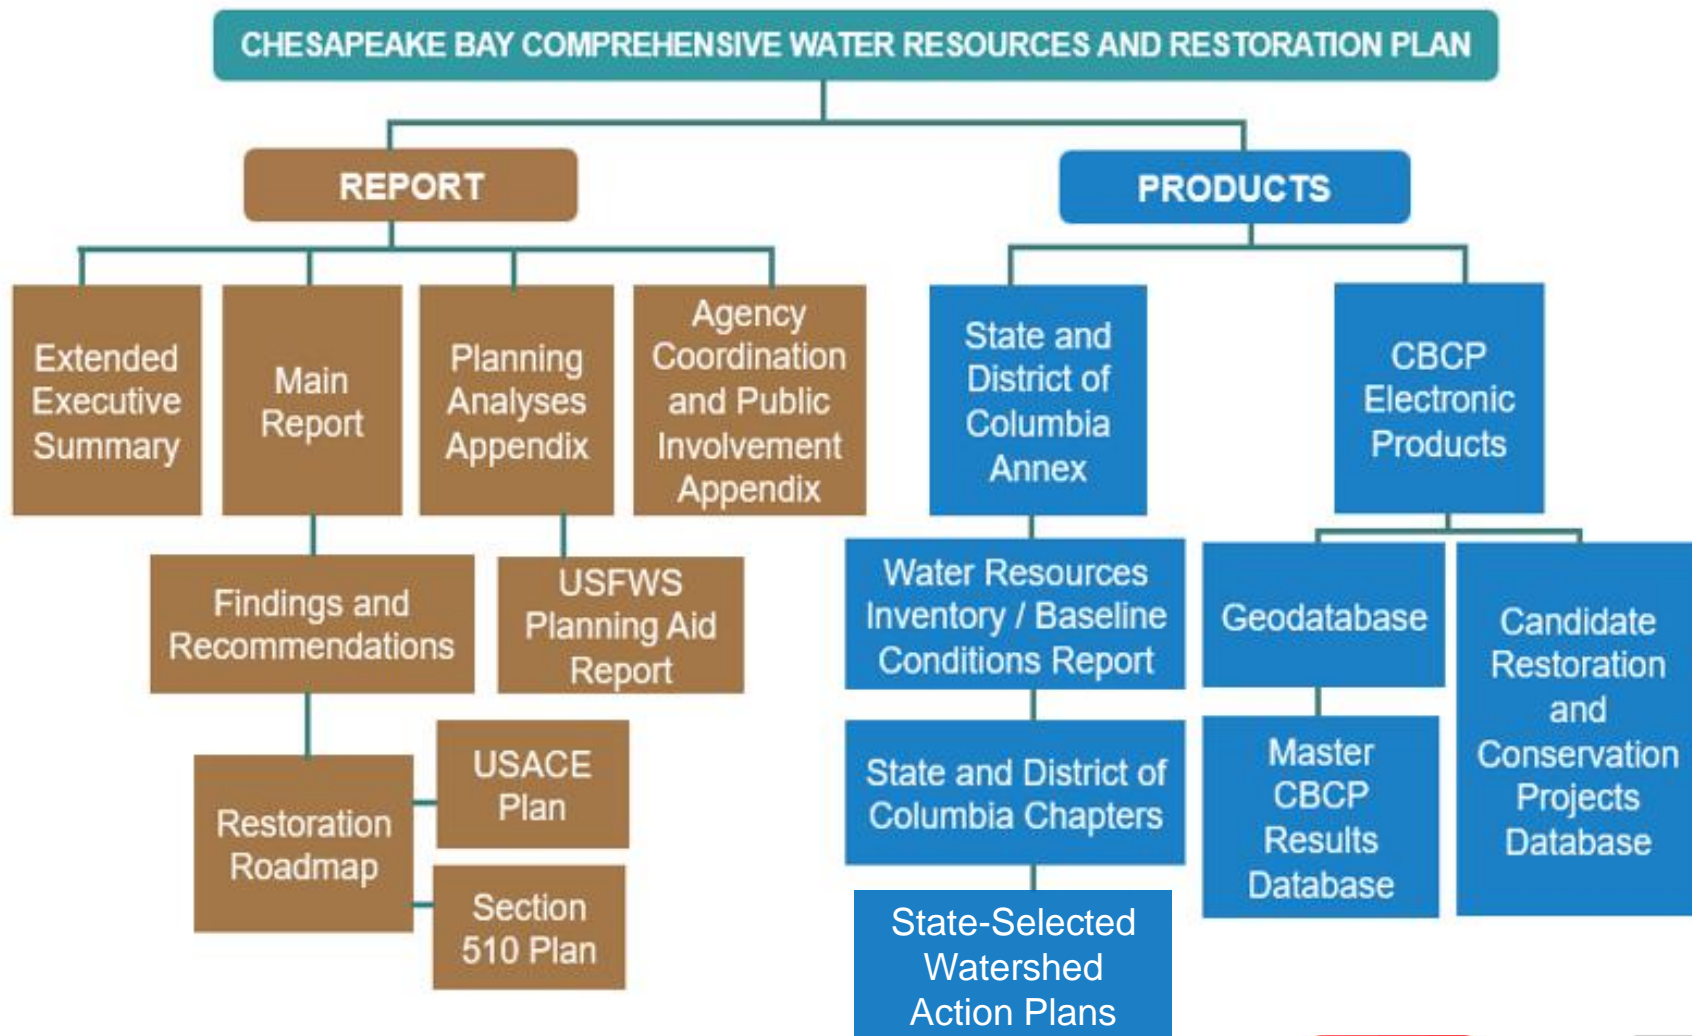 CHESAPEAKE BAY COMPREHENSIVE WATER RESOURCES AND RESTORATION PLAN
REPORT
PRODUCTS
Extended
Executive
Summary
Main
Report
Planning
Analyses
Appendix
Agency
Coordination
and Public
Involvement
Appendix
State and
District of
Columbia
Annex
CBCP
Electronic
Products
Findings and
Recommendations
USFWS
Planning Aid
Report
Water Resources
Inventory / Baseline
Conditions Report
Geodatabase
Candidate
Restoration
and
Conservation
Projects
Database
Restoration
Roadmap
USACE
Plan
Section
510 Plan
State and District of
Columbia Chapters
Master
CBCP
Results
Database
State-Selected
Watershed
Action Plans